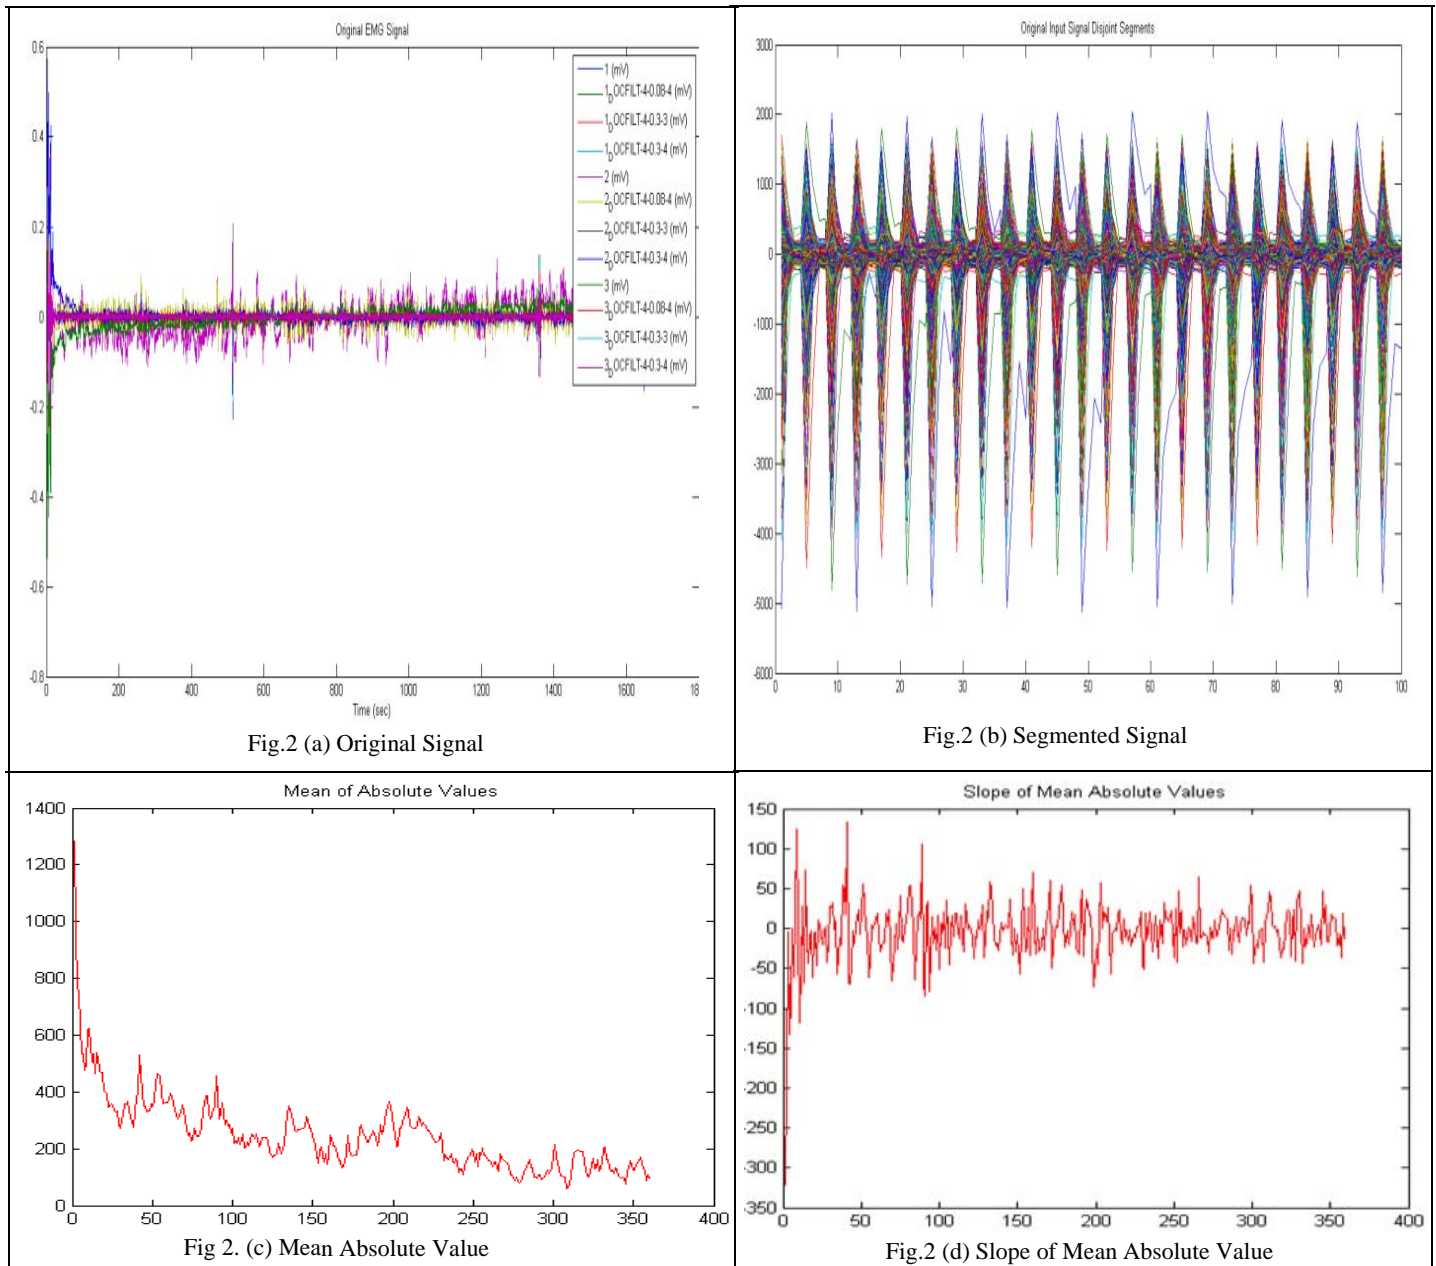 Original EMG Signal
0.6
0.4
0.2
0
-0.2
-0.4
-0.6
-0.8
0 200 400 600 800 1000 1200 1400 1600 18
Time (sec)
1 (mV)
1DOCFILT-4-0.08-4 (mV)
1DOCFILT-4-0.3-3 (mV)
1DOCFILT-4-0.3-4 (mV)
2 (mV)
2DOCFILT-4-0.08-4 (mV)
2DOCFILT-4-0.3-3 (mV)
2DOCFILT-4-0.3-4 (mV)
3 (mV)
3DOCFILT-4-0.08-4 (mV)
3DOCFILT-4-0.3-3 (mV)
3DOCFILT-4-0.3-4 (mV)
Fig.2 (a) Original Signal
Original Input Signal Disjoint Segments
3000
2000
1000
0
-1000
-2000
-3000
-4000
-5000
-6000
0 10 20 30 40 50 60 70 80 90 100
Fig.2 (b) Segmented Signal
Mean of Absolute Values
1400
1200
1000
800
600
400
200
0
0 50 100 150 200 250 300 350 400
Fig 2. (c) Mean Absolute Value
Slope of Mean Absolute Values
150
100
50
0
-50
-100
-150
-200
-250
-300
-350
0 50 100 150 200 250 300 350 400
Fig.2 (d) Slope of Mean Absolute Value